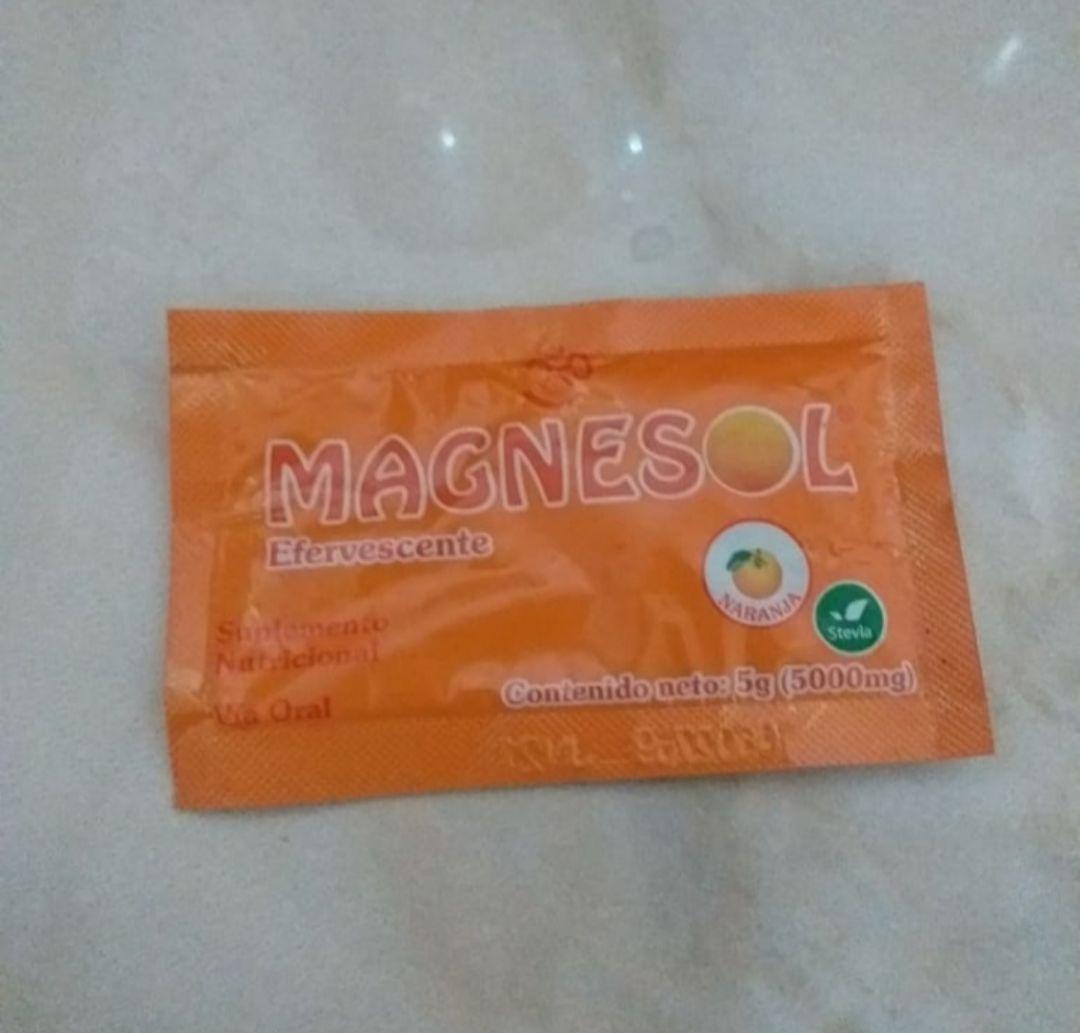 MAGNESOL
Efervescente
NARANJA
Stevia
Suplemento
Nutricional
Vía Oral
Contenido neto: 5g (5000mg)